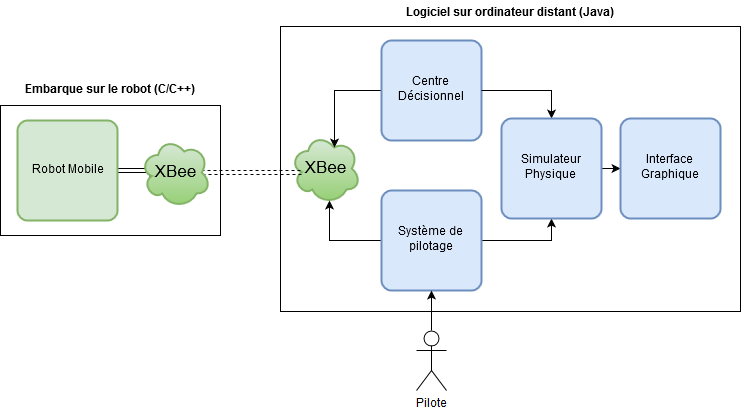 Logiciel sur ordinateur distant (Java)
Embarque sur le robot (C/C++)
Centre
Décisionnel
Robot Mobile
XBee
XBee
Simulateur
Physique
Interface
Graphique
Système de
pilotage
Pilote